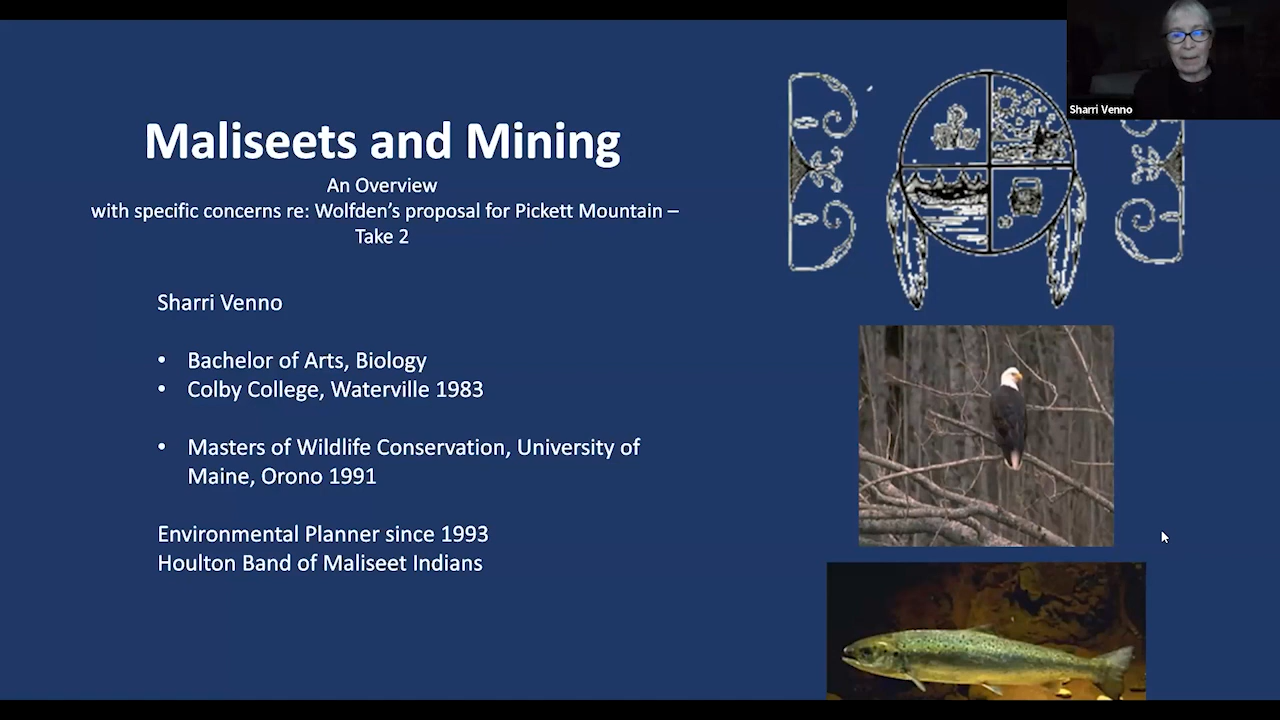 Maliseets and Mining
An Overview
with specific concerns re: Wolfden's proposal for Pickett Mountain –
Take 2
Sharri Venno
• Bachelor of Arts, Biology
• Colby College, Waterville 1983
• Masters of Wildlife Conservation, University of
Maine, Orono 1991
Environmental Planner since 1993
Houlton Band of Maliseet Indians
Sharri Venno